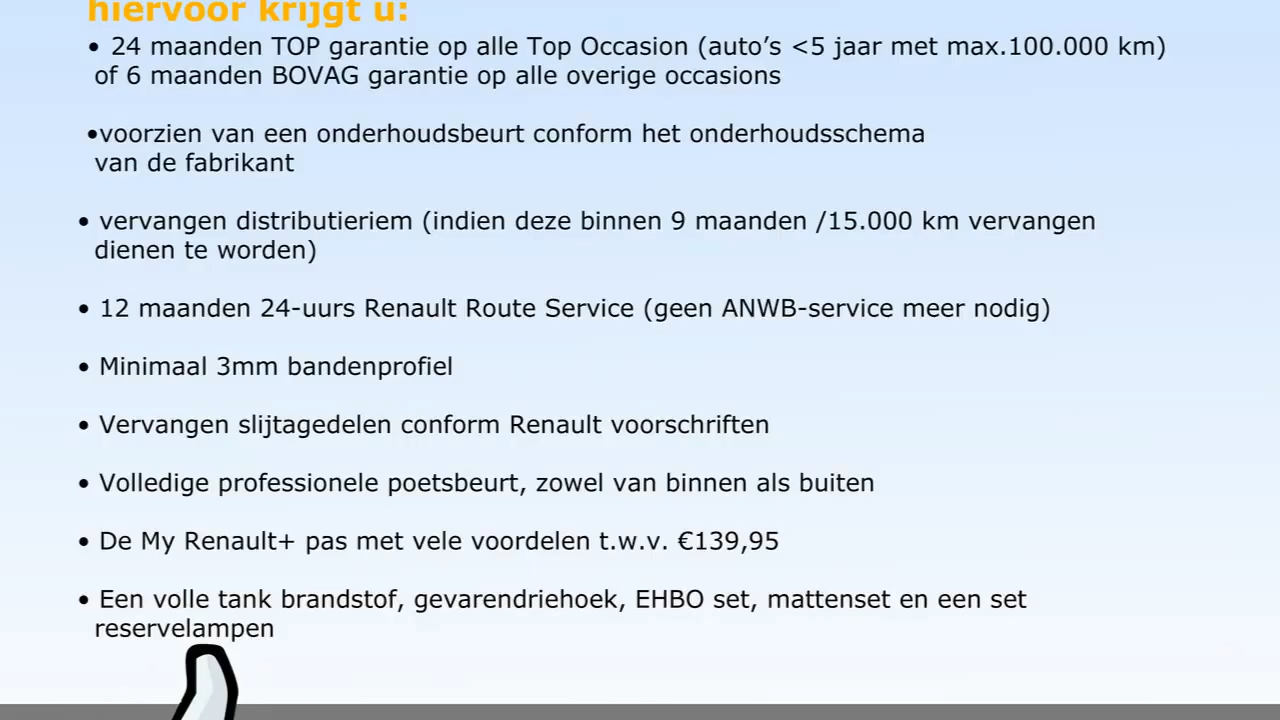 hiervoor krijgt u:
• 24 maanden TOP garantie op alle Top Occasion (auto’s <5 jaar met max.100.000 km)
of 6 maanden BOVAG garantie op alle overige occasions
•voorzien van een onderhoudsbeurt conform het onderhoudsschema
van de fabrikant
• vervangen distributieriem (indien deze binnen 9 maanden /15.000 km vervangen
dienen te worden)
• 12 maanden 24-uurs Renault Route Service (geen ANWB-service meer nodig)
• Minimaal 3mm bandenprofiel
• Vervangen slijtagedelen conform Renault voorschriften
• Volledige professionele poetsbeurt, zowel van binnen als buiten
• De My Renault+ pas met vele voordelen t.w.v. €139,95
• Een volle tank brandstof, gevarendriehoek, EHBO set, mattenset en een set
reservelampen